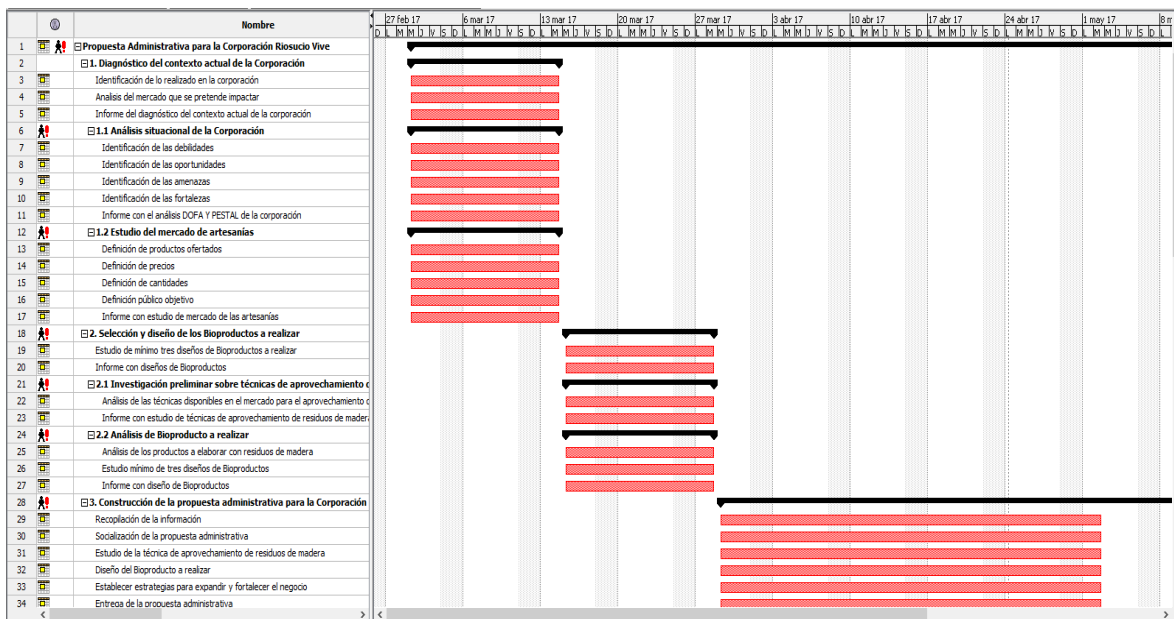 Nombre
27 feb 17 6 mar 17 13 mar 17 20 mar 17 27 mar 17 3 abr 17 10 abr 17 17 abr 17 24 abr 17 1 may 17 8 m
D L M M J V S D L M M J V S D L M M J V S D L M M J V S D L M M J V S D L M M J V S D L M M J V S D L M M J V S D L M M J V S D L M M J V S D L
1 Propuesta Administrativa para la Corporación Riosucio Vive
2 1. Diagnóstico del contexto actual de la Corporación
3 Identificación de lo realizado en la corporación
4 Analisis del mercado que se pretende impactar
5 Informe del diagnóstico del contexto actual de la corporación
6 1.1 Análisis situacional de la Corporación
7 Identificación de las debilidades
8 Identificación de las oportunidades
9 Identificación de las amenazas
10 Identificación de las fortalezas
11 Informe con el análisis DOFA Y PESTAL de la corporación
12 1.2 Estudio del mercado de artesanías
13 Definición de productos ofertados
14 Definición de precios
15 Definición de cantidades
16 Definición público objetivo
17 Informe con estudio de mercado de las artesanías
18 2. Selección y diseño de los Bioproductos a realizar
19 Estudio de mínimo tres diseños de Bioproductos a realizar
20 Informe con diseños de Bioproductos
21 2.1 Investigación preliminar sobre técnicas de aprovechamiento
22 Análisis de las técnicas disponibles en el mercado para el aprovechamiento
23 Informe con estudio de técnicas de aprovechamiento de residuos de madera
24 2.2 Análisis de Bioproducto a realizar
25 Análisis de los productos a elaborar con residuos de madera
26 Estudio mínimo de tres diseños de Bioproductos
27 Informe con diseño de Bioproductos
28 3. Construcción de la propuesta administrativa para la Corporación
29 Recopilación de la información
30 Socialización de la propuesta administrativa
31 Estudio de la técnica de aprovechamiento de residuos de madera
32 Diseño del Bioproducto a realizar
33 Establecer estrategias para expandir y fortalecer el negocio
34 Entrega de la propuesta administrativa